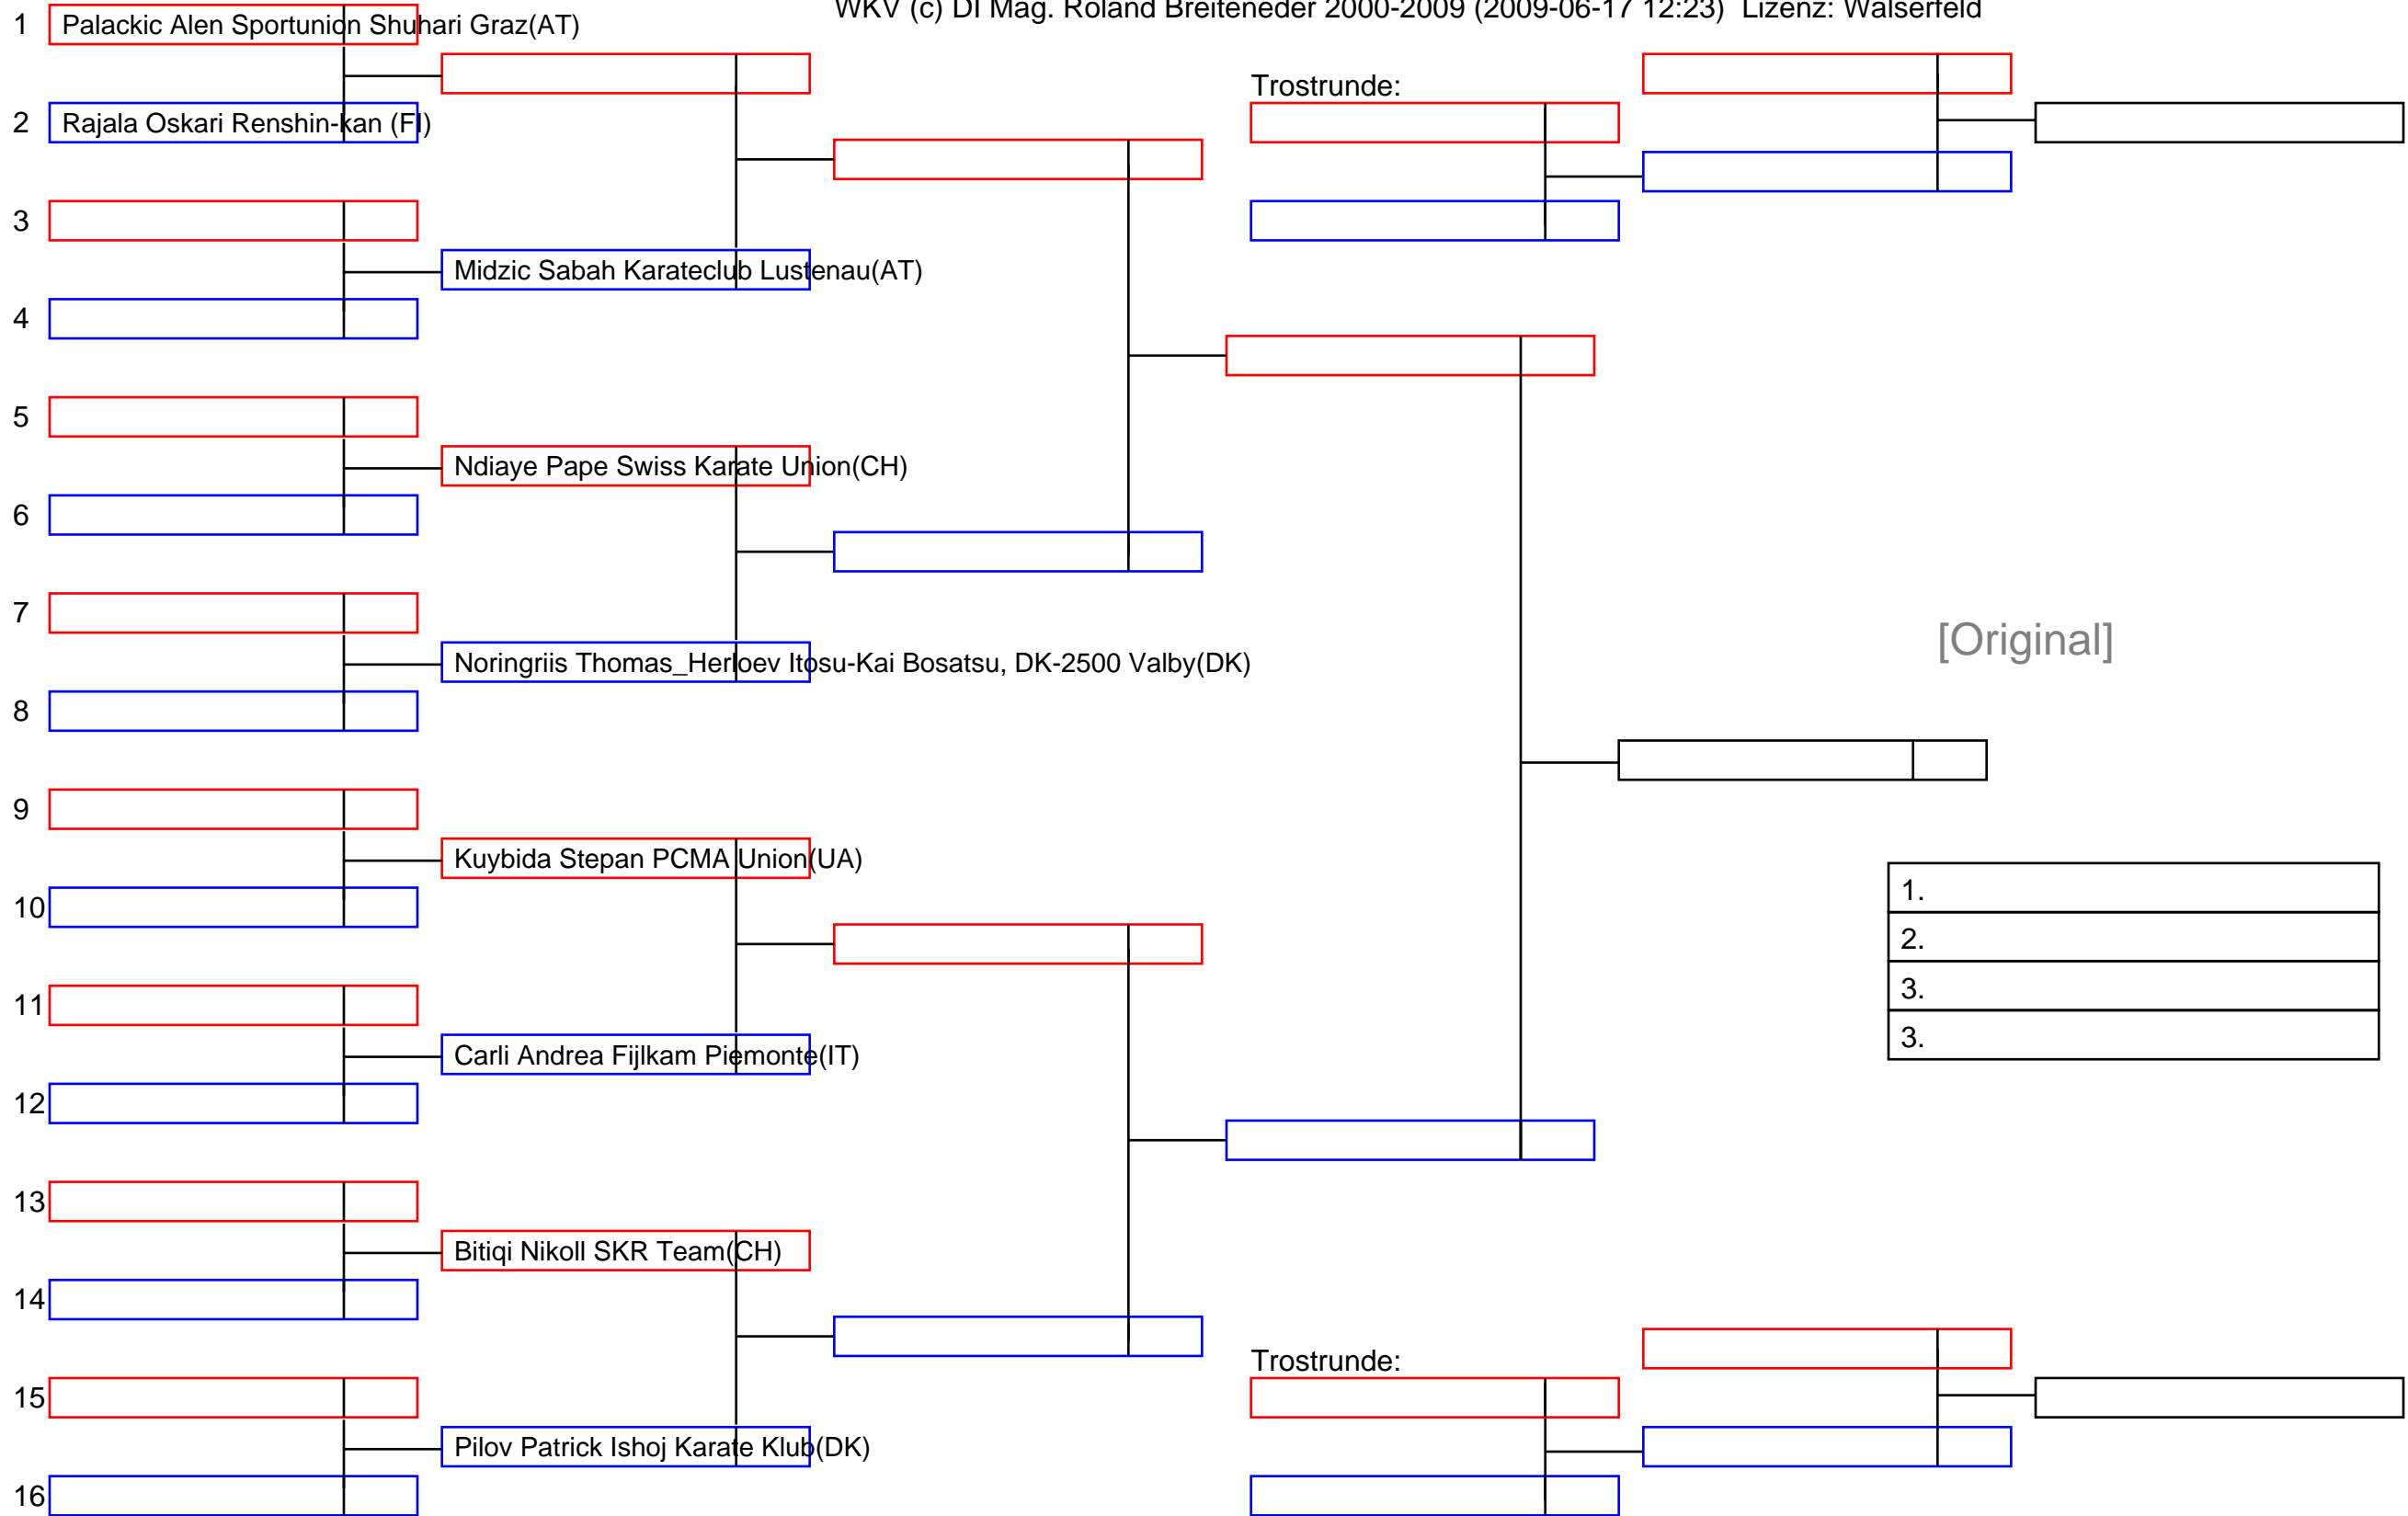 WKV (c) DI Mag. Roland Breiteneder 2000-2009 (2009-06-17 12:23)  Lizenz: Walserfeld
1 Palackic Alen Sportunion Shuhari Graz(AT)
Trostrunde:
2 Rajala Oskari Renshin-kan (FI)
3
Midzic Sabah Karateclub Lustenau(AT)
4
5
Ndiaye Pape Swiss Karate Union(CH)
6
7
[Original]
Noringriis Thomas_Herloev Itosu-Kai Bosatsu, DK-2500 Valby(DK)
8
9
Kuybida Stepan PCMA Union(UA)
1.
10
2.
3.
11
3.
Carli Andrea Fijlkam Piemonte(IT)
12
13
Bitiqi Nikoll SKR Team(CH)
14
Trostrunde:
15
Pilov Patrick Ishoj Karate Klub(DK)
16